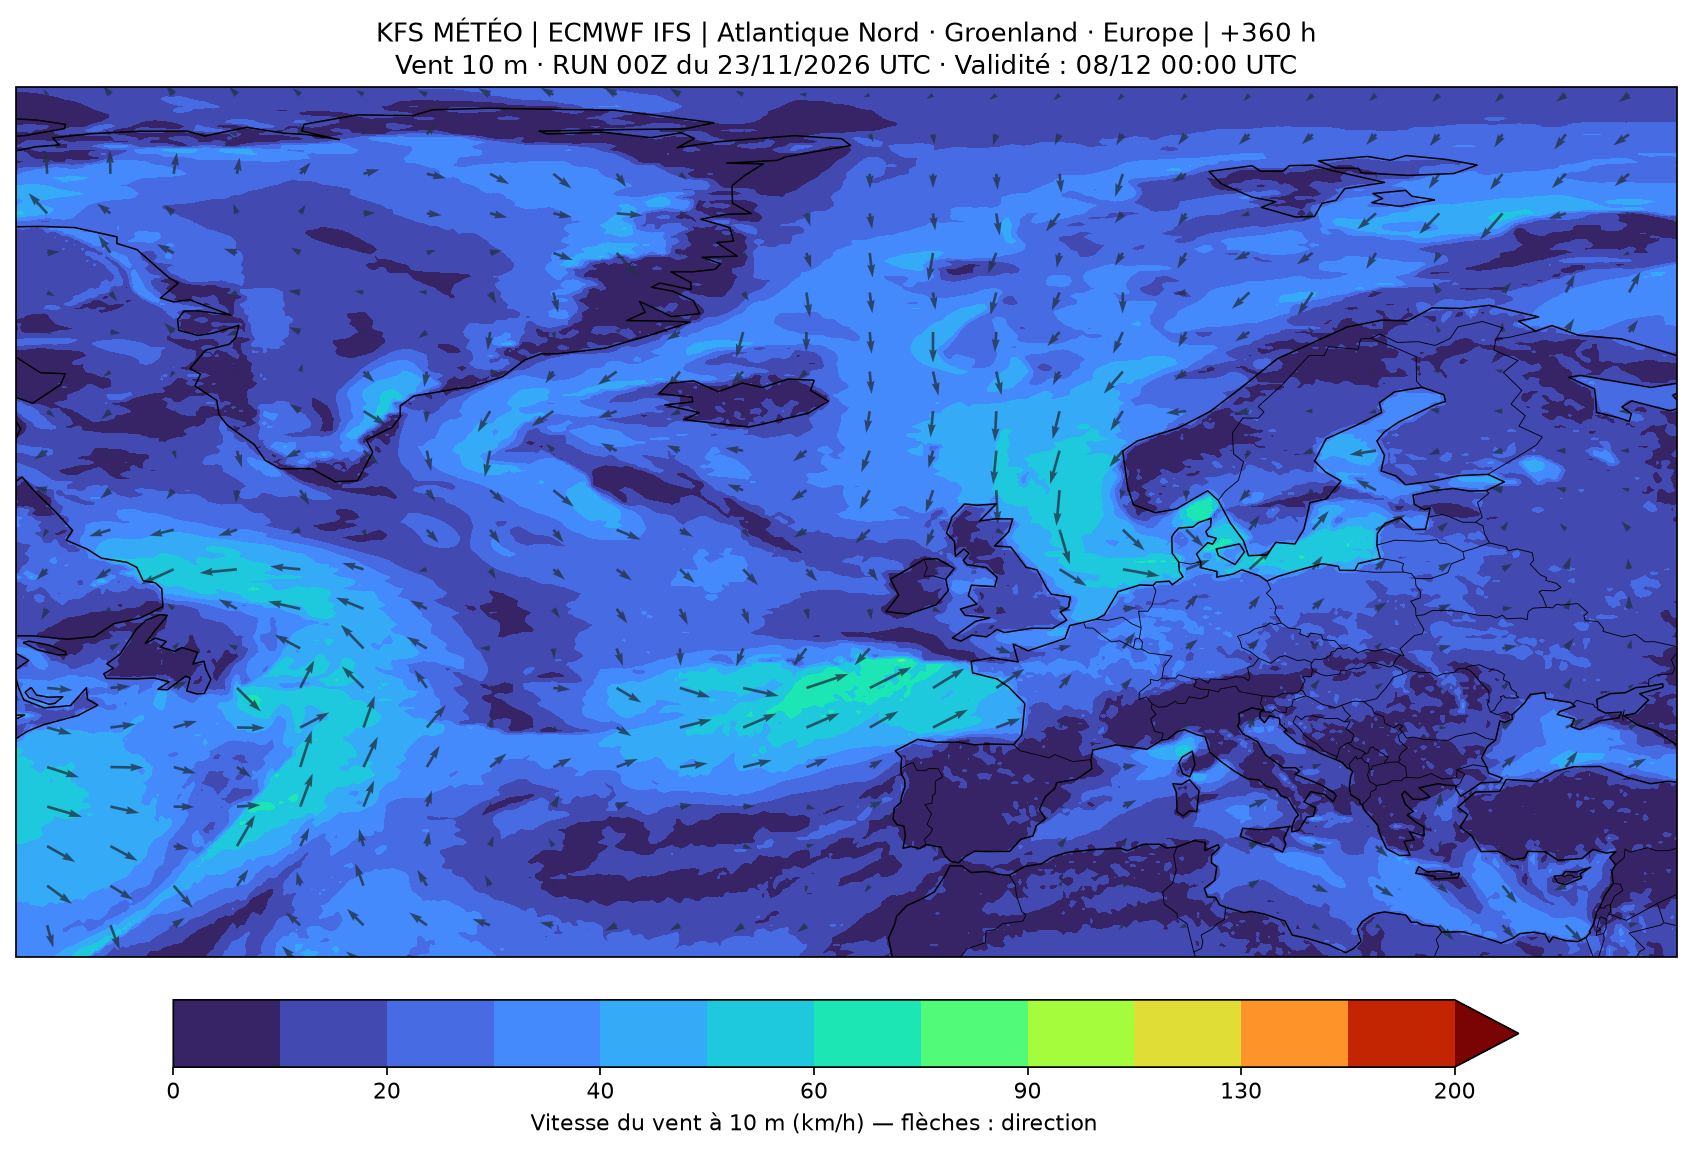 KFS MÉTÉO | ECMWF IFS | Atlantique Nord · Groenland · Europe | +360 h
Vent 10 m · RUN 00Z du 23/11/2026 UTC · Validité : 08/12 00:00 UTC
0 20 40 60 90 130 200
Vitesse du vent à 10 m (km/h) — flèches : direction